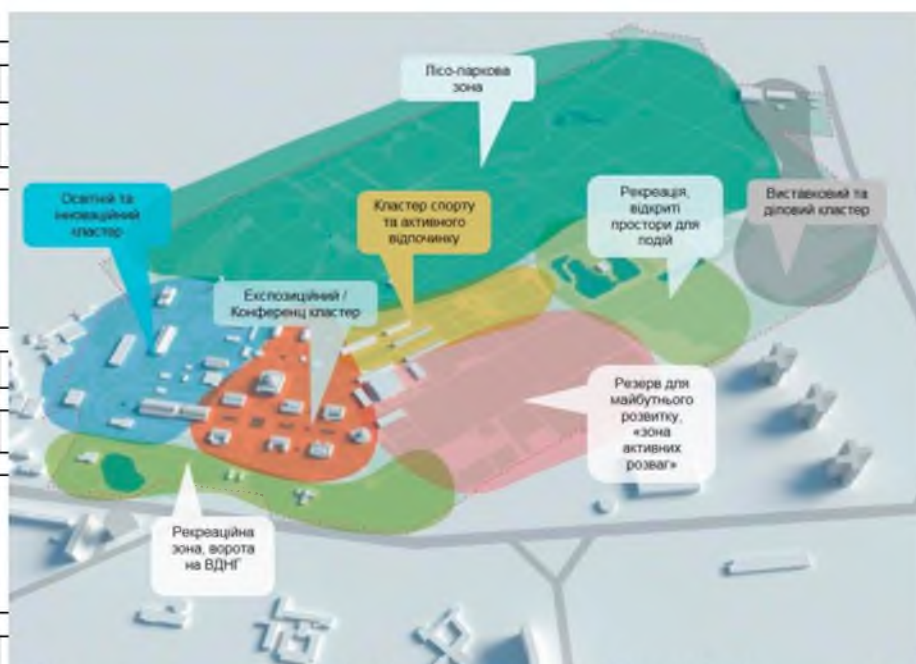 Лісо-паркова
зона
Освітній та
інноваційний
кластер
Кластер спорту
та активного
відпочинку
Рекреація,
відкриті
простори для
подій
Виставковий та
діловий кластер
Експозиційний /
Конференц кластер
Резерв для
майбутнього
розвитку,
«зона
активних
розваг»
Рекреаційна
зона, ворота
на ВДНГ